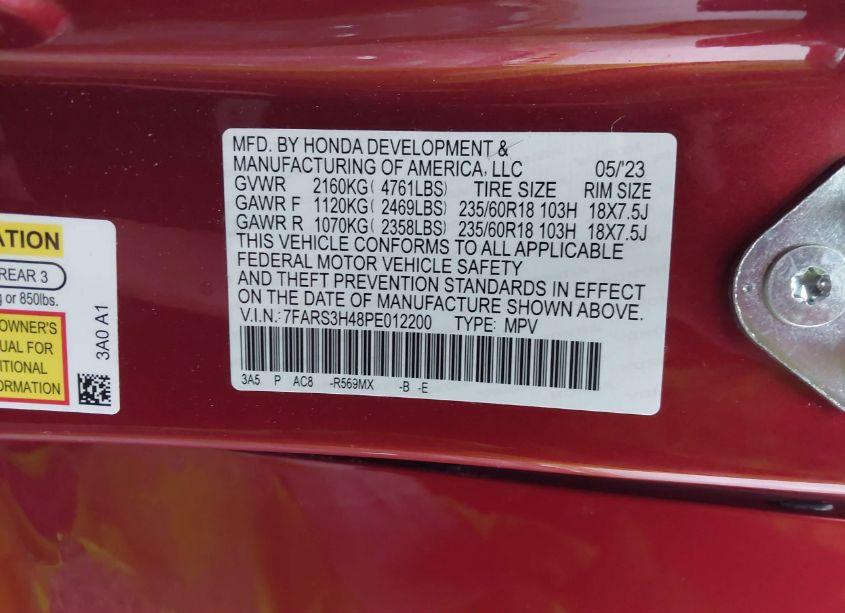 MFD. BY HONDA DEVELOPMENT &
MANUFACTURING OF AMERICA, LLC 05/'23
GVWR 2160KG( 4761LBS) TIRE SIZE RIM SIZE
GAWR F 1120KG( 2469LBS) 235/60R18 103H 18X7.5J
GAWR R 1070KG( 2358LBS) 235/60R18 103H 18X7.5J
THIS VEHICLE CONFORMS TO ALL APPLICABLE
FEDERAL MOTOR VEHICLE SAFETY
AND THEFT PREVENTION STANDARDS IN EFFECT
ON THE DATE OF MANUFACTURE SHOWN ABOVE.
V.I.N.: 7FARS3H48PE012200 TYPE: MPV
3A5 P AC8 -R569MX -B -E
ATION
REAR 3
g or 850lbs.
OWNER'S
UAL FOR
ITIONAL
FORMATION
3A0 A1